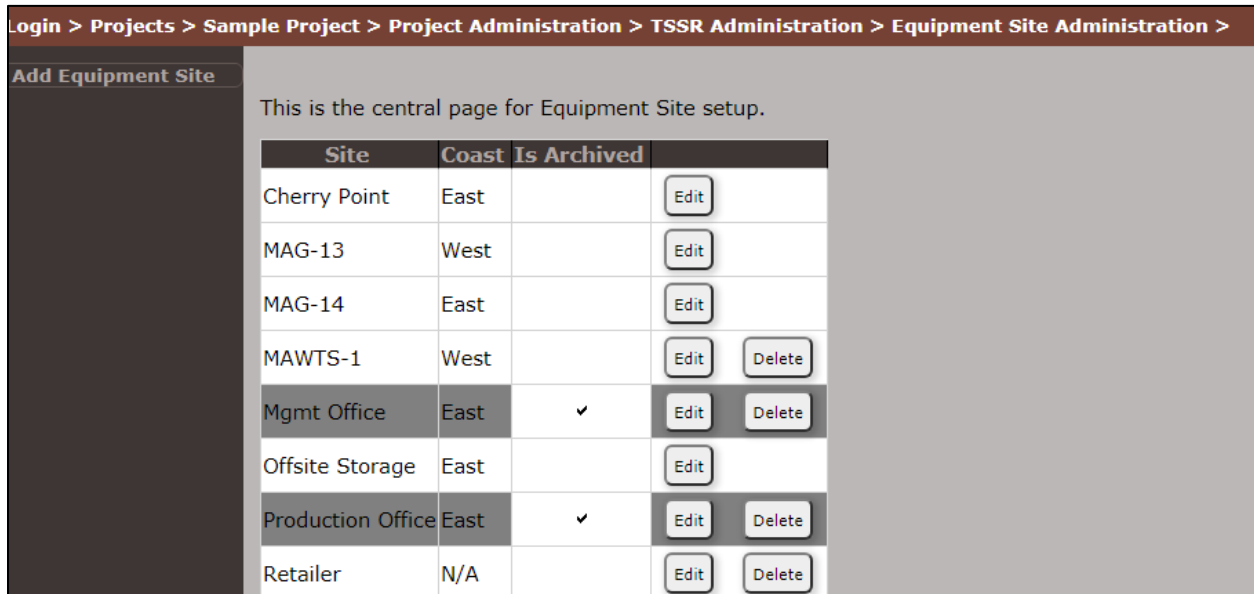 Login > Projects > Sample Project > Project Administration > TSSR Administration > Equipment Site Administration >
Add Equipment Site
This is the central page for Equipment Site setup.
Site Coast Is Archived
Cherry Point East Edit
MAG-13 West Edit
MAG-14 East Edit
MAWTS-1 West Edit Delete
Mgmt Office East ✔ Edit Delete
Offsite Storage East Edit
Production Office East ✔ Edit Delete
Retailer N/A Edit Delete